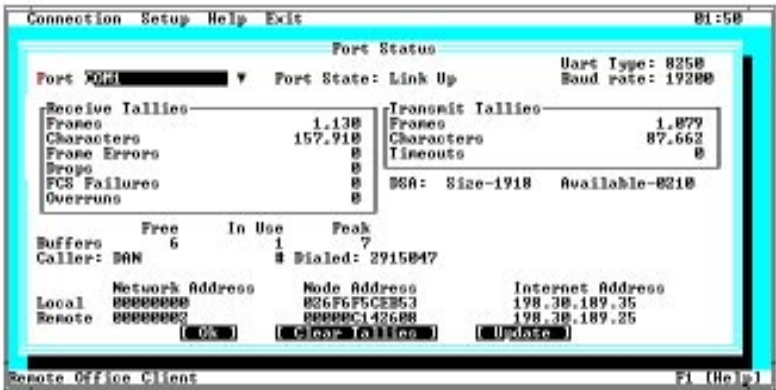 Connection Setup Help Exit 01:50
Port Status
Uart Type: 8250
Port COM1 ▼ Port State: Link Up Baud rate: 19200
Receive Tallies Transmit Tallies
Frames 1,130 Frames 1,079
Characters 157,910 Characters 87,662
Frame Errors 0 Timeouts 0
Drops 0
FCS Failures 0 DSA: Size-1910 Available-0210
Overruns 0
Free In Use Peak
Buffers 6 1 7
Caller: DAN # Dialed: 2915047
Network Address Node Address Internet Address
Local 00000000 026F6F5CEB53 198.30.189.35
Remote 00000002 00000C142608 198.30.189.25
[ Ok ] [ Clear Tallies ] [ Update ]
Remote Office Client F1 [Help]